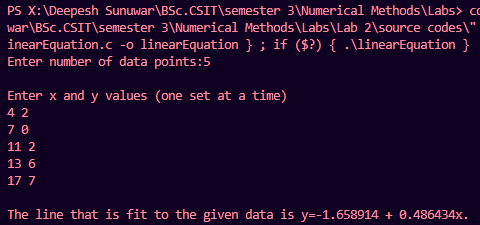 PS X:\Deepesh Sunuwar\BSc.CSIT\semester 3\Numerical Methods\Labs>
war\BSc.CSIT\semester 3\Numerical Methods\Labs\Lab 2\source codes\"
inearEquation.c -o linearEquation } ; if ($?) { .\linearEquation }
Enter number of data points:5
Enter x and y values (one set at a time)
4 2
7 0
11 2
13 6
17 7
The line that is fit to the given data is y=-1.658914 + 0.486434x.